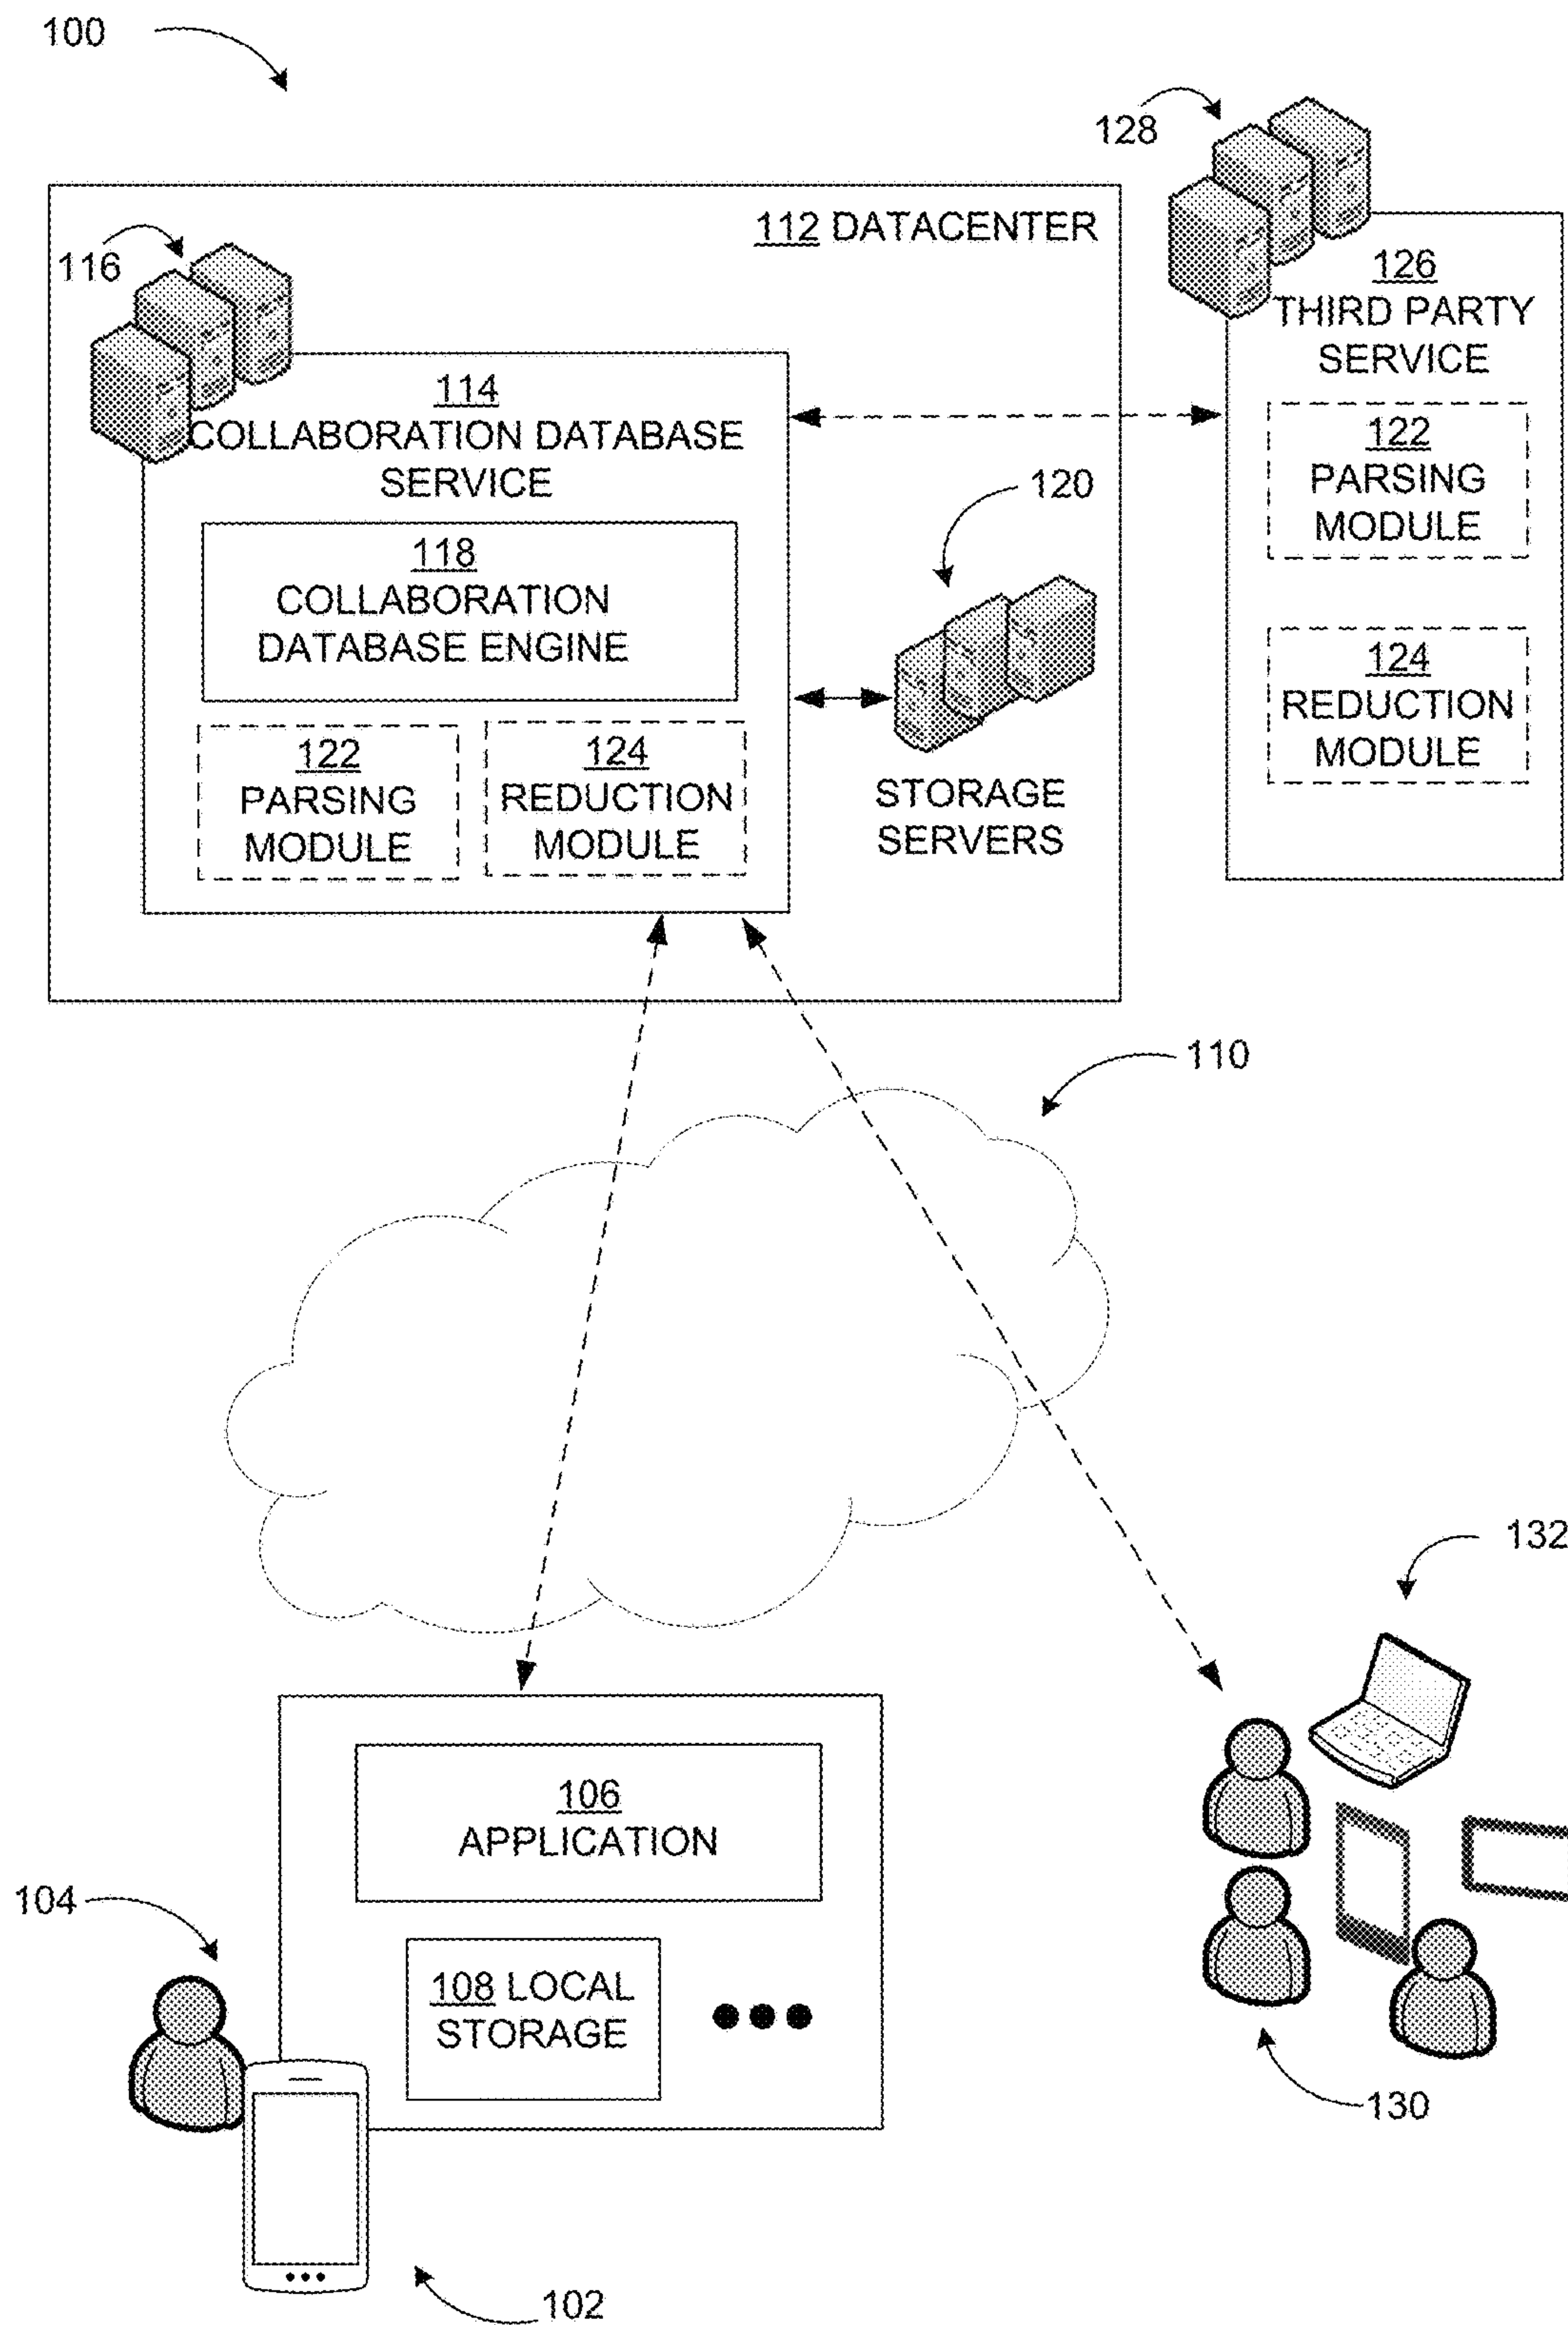 100
128
112 DATACENTER
116
126
THIRD PARTY
SERVICE
114
COLLABORATION DATABASE
SERVICE
122
PARSING
MODULE
120
118
COLLABORATION
DATABASE ENGINE
124
REDUCTION
MODULE
122
PARSING
MODULE
124
REDUCTION
MODULE
STORAGE
SERVERS
110
132
106
APPLICATION
104
108 LOCAL
STORAGE
130
102